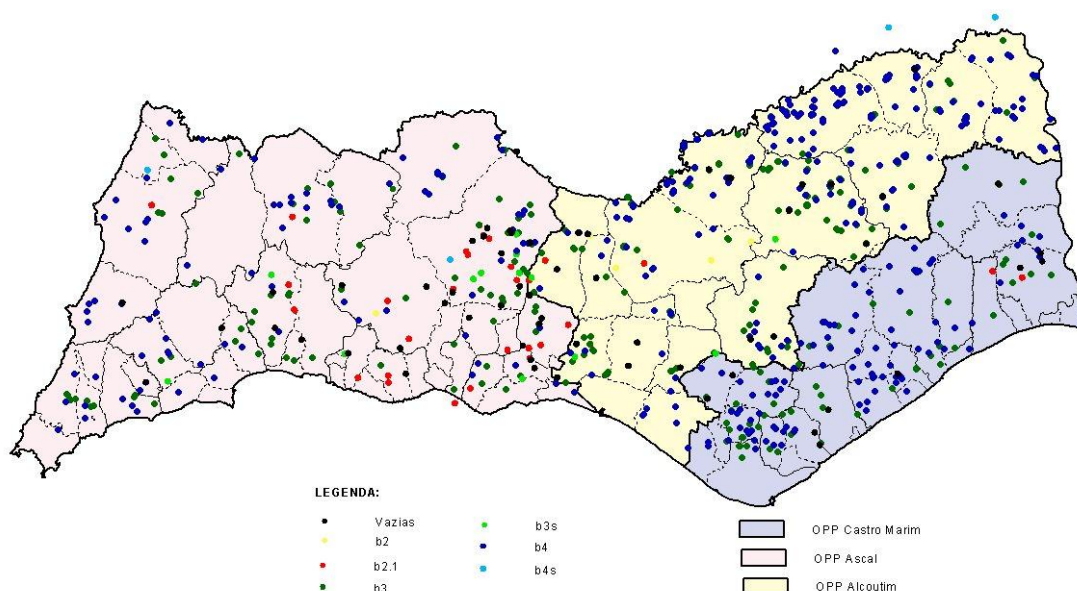 LEGENDA:
Vazias
b2
b2.1
b3
b3s
b4
b4s
OPP Castro Marim
OPP Ascal
OPP Alcoutim